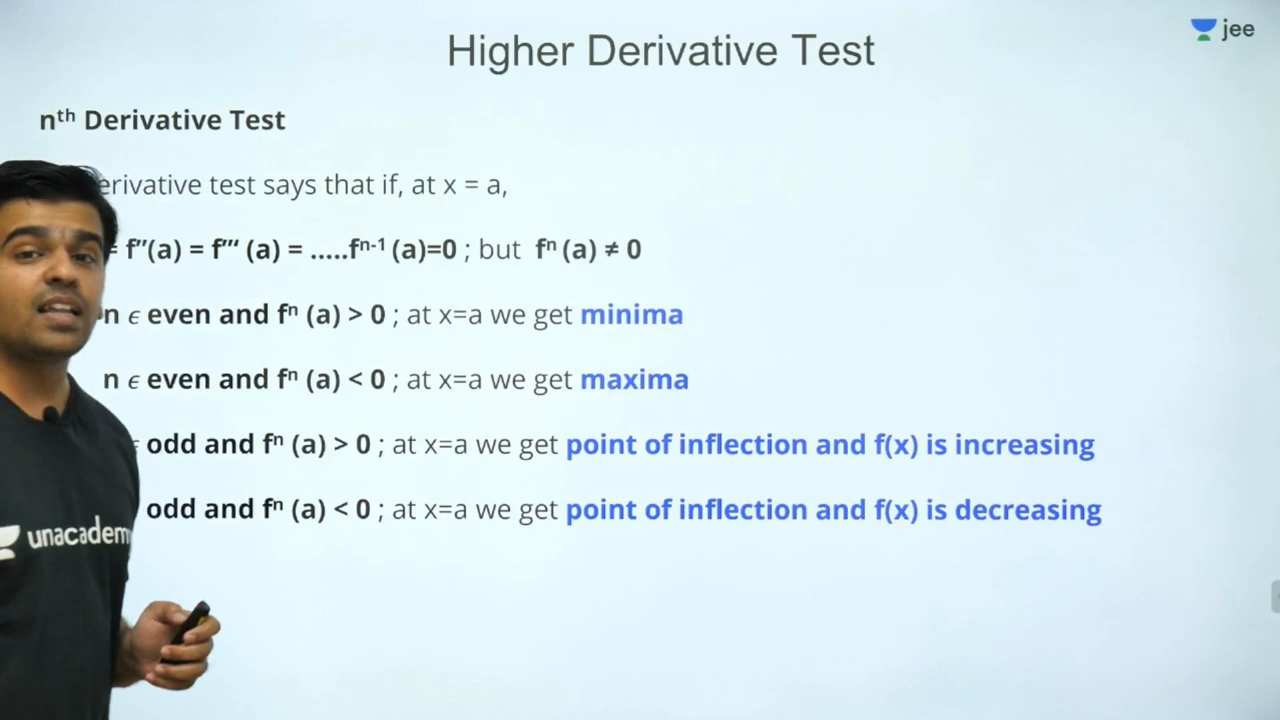 Higher Derivative Test
jee
nᵗʰ Derivative Test
erivative test says that if, at x = a,
= f″(a) = f‴ (a) = .....fⁿ⁻¹ (a)=0 ; but fⁿ (a) ≠ 0
n ϵ even and fⁿ (a) > 0 ; at x=a we get minima
n ϵ even and fⁿ (a) < 0 ; at x=a we get maxima
ϵ odd and fⁿ (a) > 0 ; at x=a we get point of inflection and f(x) is increasing
odd and fⁿ (a) < 0 ; at x=a we get point of inflection and f(x) is decreasing
unacadem